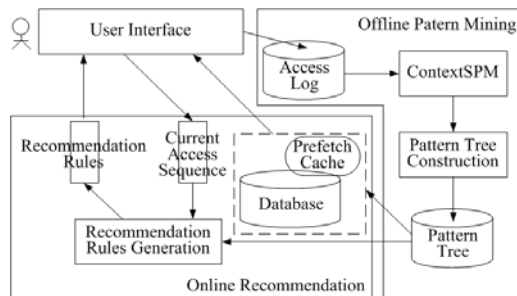 Offline Patern Mining
User Interface
Access
Log
ContextSPM
Recommendation
Rules
Current
Access
Sequence
Prefetch
Cache
Pattern Tree
Construction
Database
Recommendation
Rules Generation
Pattern
Tree
Online Recommendation